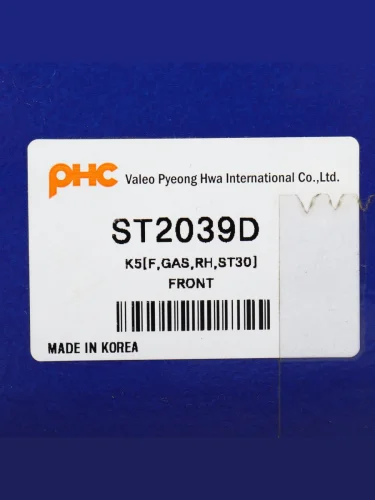 PHC Valeo Pyeong Hwa International Co.,Ltd.
ST2039D
K5[F,GAS,RH,ST30]
FRONT
MADE IN KOREA